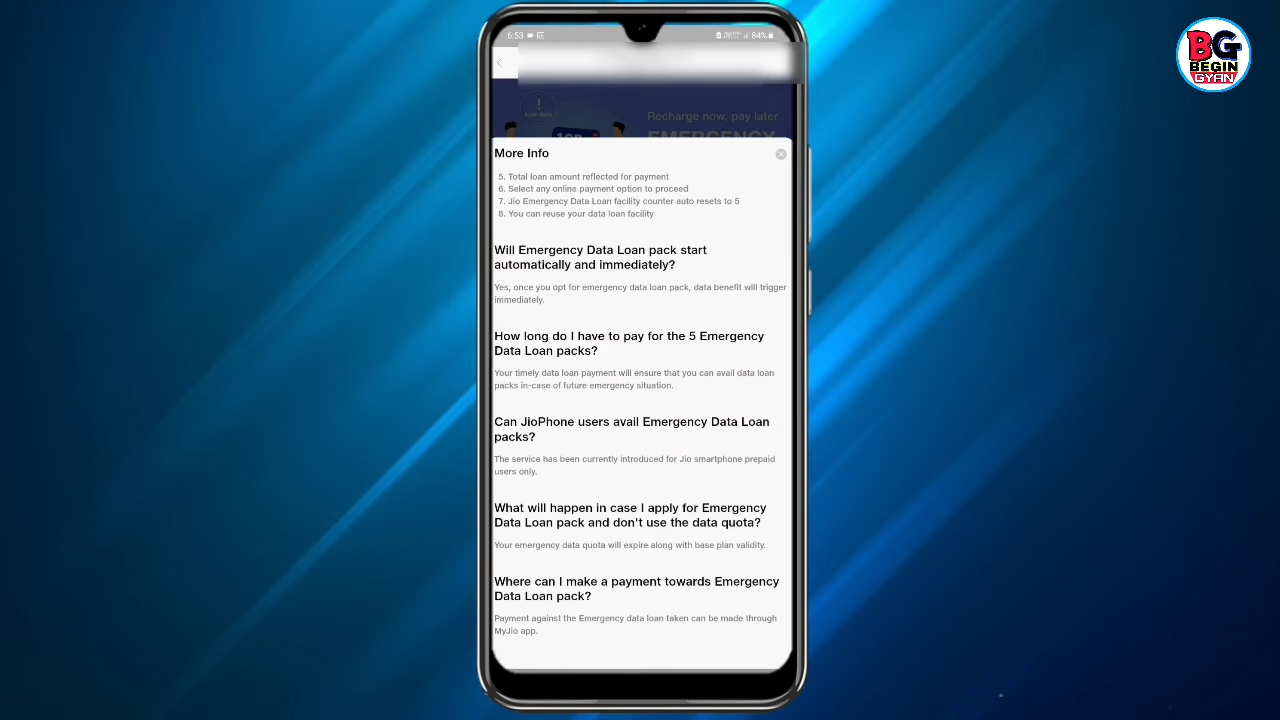 6:53
84%
BG
BEGIN
GYAN
Recharge now, pay later
EMERGENCY
More Info
5. Total loan amount reflected for payment
6. Select any online payment option to proceed
7. Jio Emergency Data Loan facility counter auto resets to 5
8. You can reuse your data loan facility
Will Emergency Data Loan pack start
automatically and immediately?
Yes, once you opt for emergency data loan pack, data benefit will trigger
immediately.
How long do I have to pay for the 5 Emergency
Data Loan packs?
Your timely data loan payment will ensure that you can avail data loan
packs in-case of future emergency situation.
Can JioPhone users avail Emergency Data Loan
packs?
The service has been currently introduced for Jio smartphone prepaid
users only.
What will happen in case I apply for Emergency
Data Loan pack and don't use the data quota?
Your emergency data quota will expire along with base plan validity.
Where can I make a payment towards Emergency
Data Loan pack?
Payment against the Emergency data loan taken can be made through
MyJio app.